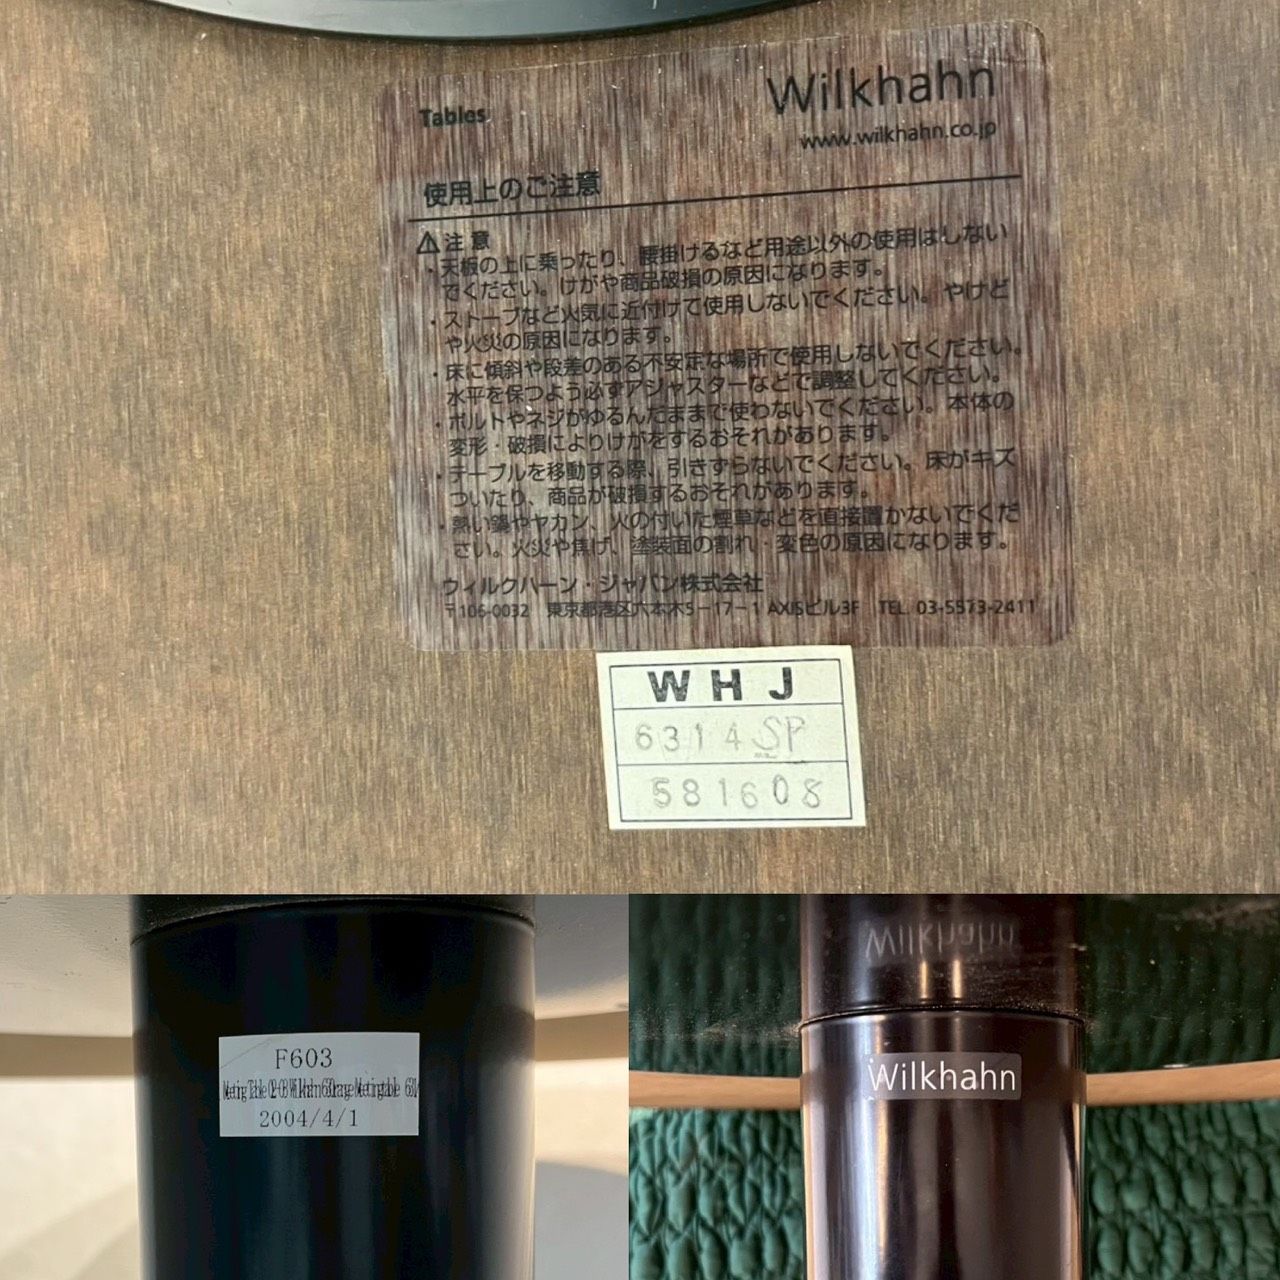 Tables
Wilkhahn
www.wilkhahn.co.jp
使用上のご注意
⚠注意
・天板の上に乗ったり、腰掛けるなど用途以外の使用はしない
でください。けがや商品破損の原因になります。
・ストーブなど火気に近付けて使用しないでください。やけど
や火災の原因になります。
・床に傾斜や段差のある不安定な場所で使用しないでください。
水平を保つよう必ずアジャスターなどで調整してください。
・ボルトやネジがゆるんだままで使わないでください。本体の
変形・破損によりけがをするおそれがあります。
・テーブルを移動する際、引きずらないでください。床がキズ
ついたり、商品が破損するおそれがあります。
・熱い鍋やヤカン、火の付いた煙草などを直接置かないでくだ
さい。火災や焦げ、塗装面の割れ・変色の原因になります。
ウィルクハーン・ジャパン株式会社
〒106-0032 東京都港区六本木5-17-1 AXISビル3F TEL 03-5573-2411
WHJ
6314SP
581608
F603
Meeting Table Wilkhahn
2004/4/1
Wilkhahn
Wilkhahn